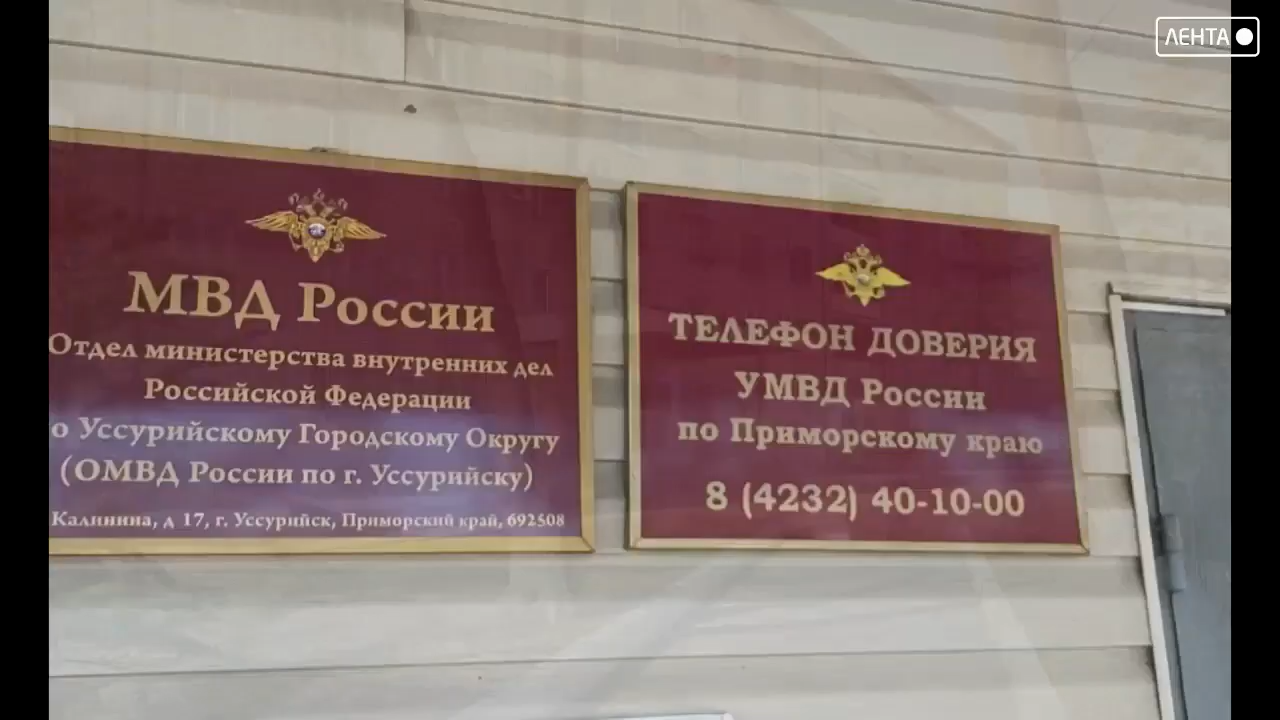 ЛЕНТА
МВД России
Отдел министерства внутренних дел
Российской Федерации
о Уссурийскому Городскому Округу
(ОМВД России по г. Уссурийску)
Калинина, д 17, г. Уссурийск, Приморский край, 692508
ТЕЛЕФОН ДОВЕРИЯ
УМВД России
по Приморскому краю
8 (4232) 40-10-00